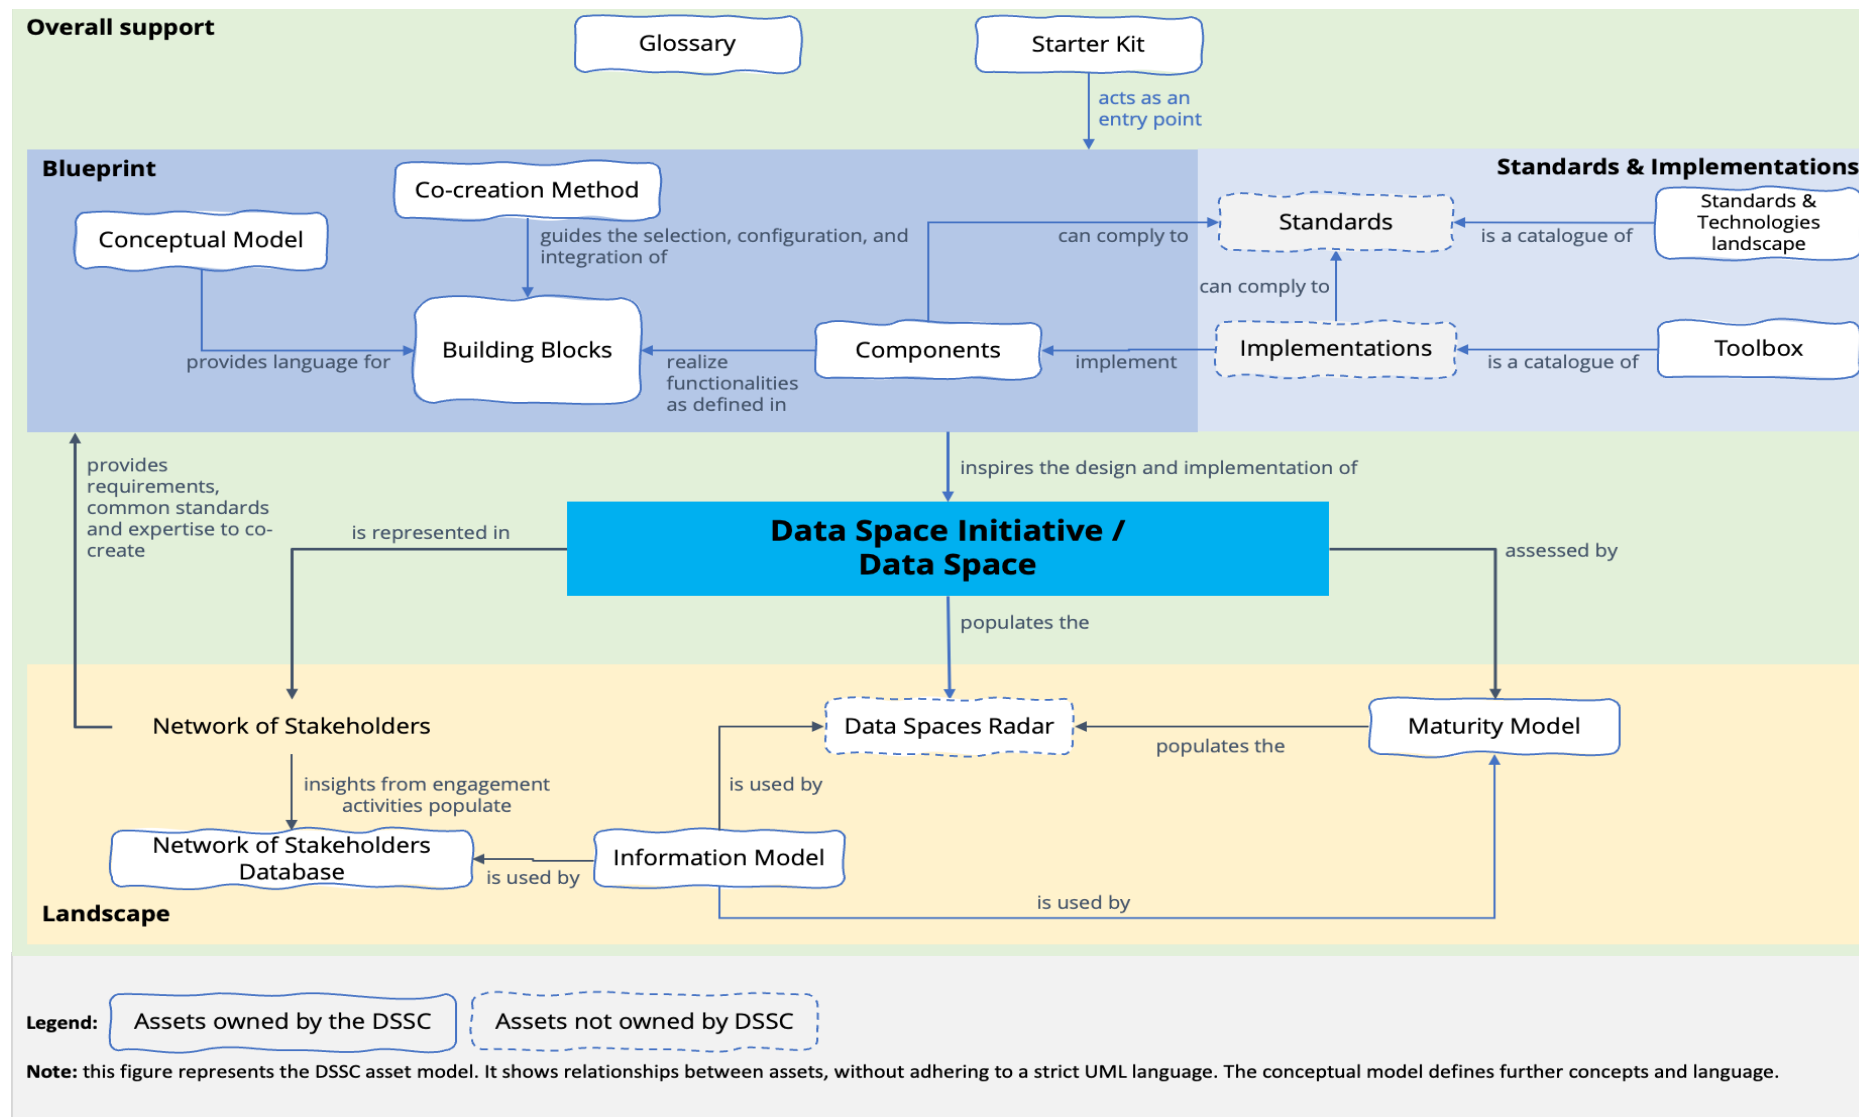 Overall support
Glossary
Starter Kit
acts as an
entry point
Blueprint
Standards & Implementations
Co-creation Method
Conceptual Model
guides the selection, configuration, and
integration of
can comply to
Standards
is a catalogue of
Standards &
Technologies
landscape
can comply to
provides language for
Building Blocks
realize
functionalities
as defined in
Components
implement
Implementations
is a catalogue of
Toolbox
provides
requirements,
common standards
and expertise to co-
create
inspires the design and implementation of
is represented in
Data Space Initiative /
Data Space
assessed by
populates the
Network of Stakeholders
Data Spaces Radar
populates the
Maturity Model
insights from engagement
activities populate
is used by
Network of Stakeholders
Database
is used by
Information Model
is used by
Landscape
Legend:
Assets owned by the DSSC
Assets not owned by DSSC
Note: this figure represents the DSSC asset model. It shows relationships between assets, without adhering to a strict UML language. The conceptual model defines further concepts and language.